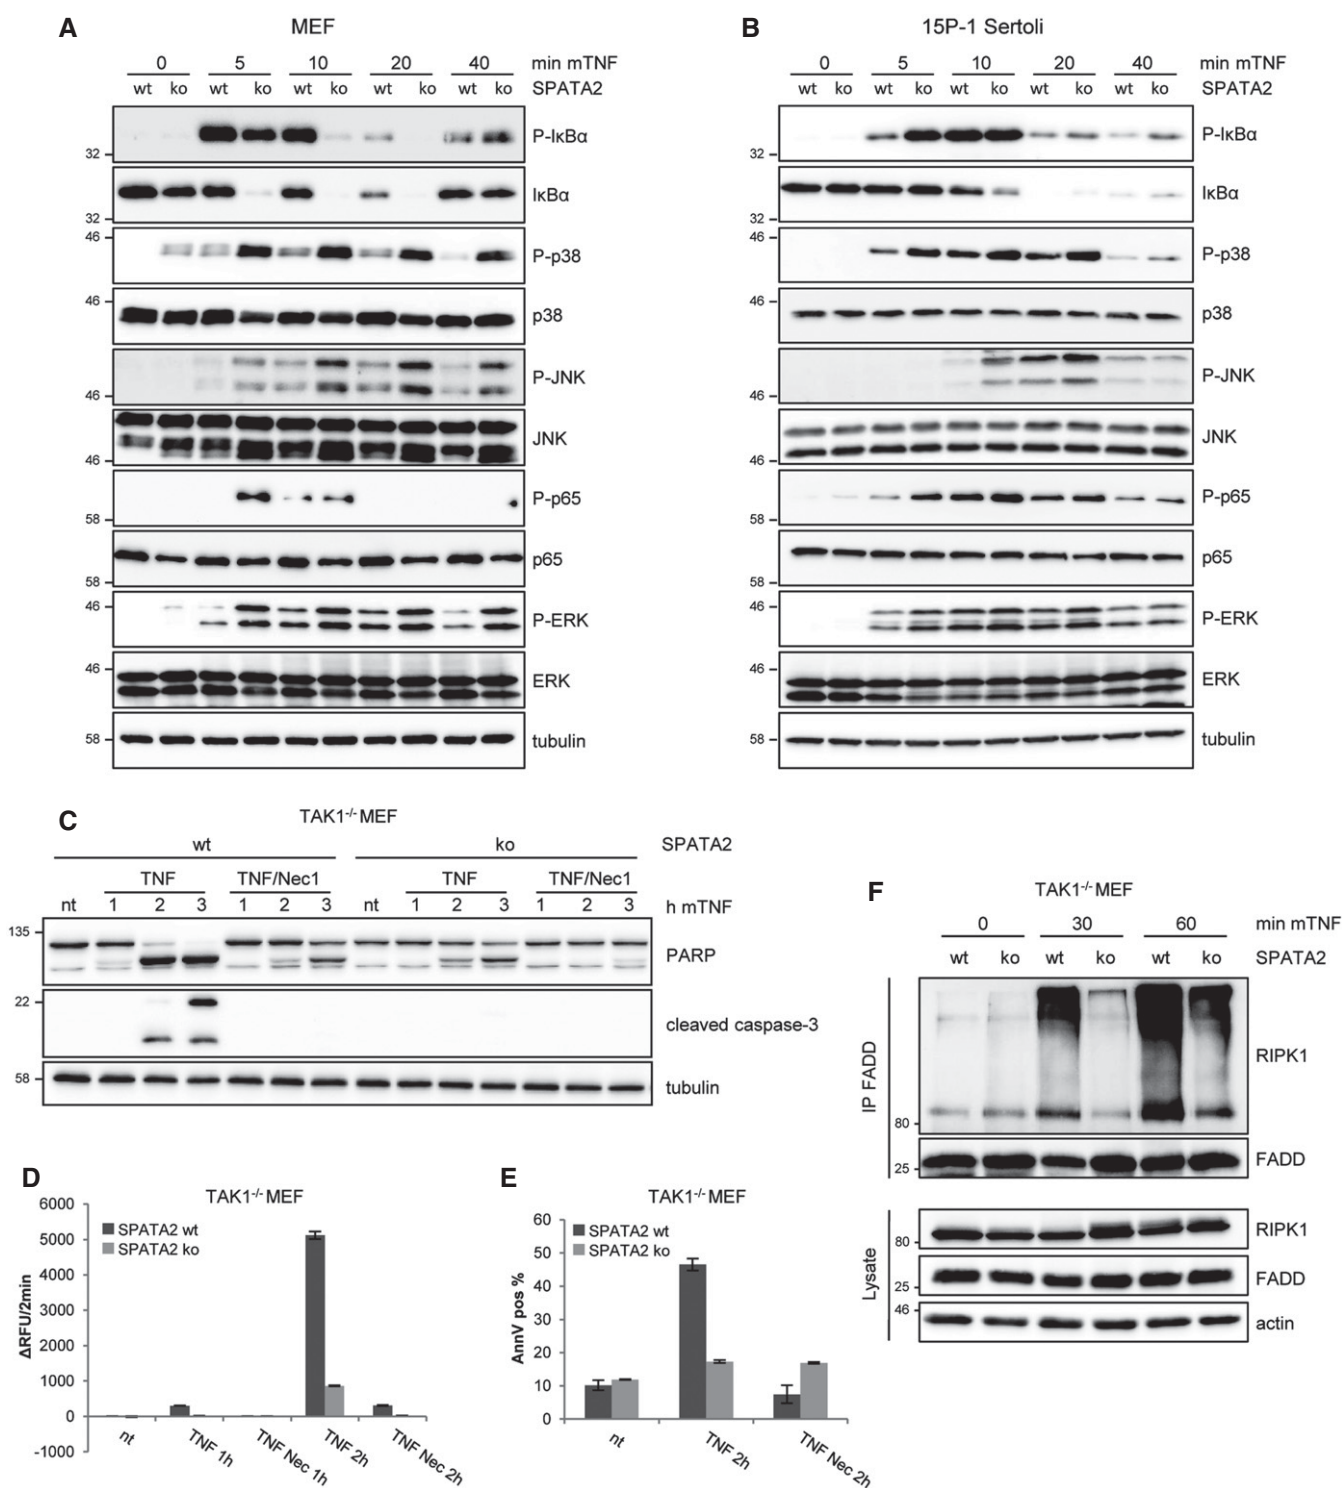 A
MEF
0 5 10 20 40 min mTNF
wt ko wt ko wt ko wt ko wt ko SPATA2
P-IκBα
32
IκBα
32
46
P-p38
46
p38
P-JNK
46
JNK
46
P-p65
58
p65
58
46
P-ERK
46
ERK
58
tubulin
B
15P-1 Sertoli
0 5 10 20 40 min mTNF
wt ko wt ko wt ko wt ko wt ko SPATA2
P-IκBα
32
IκBα
32
46
P-p38
46
p38
P-JNK
46
JNK
46
P-p65
58
p65
58
46
P-ERK
46
ERK
58
tubulin
C
TAK1-/- MEF
wt ko SPATA2
TNF TNF/Nec1 TNF TNF/Nec1
nt 1 2 3 1 2 3 nt 1 2 3 1 2 3 h mTNF
135
PARP
22
cleaved caspase-3
58
tubulin
D
TAK1-/- MEF
SPATA2 wt
SPATA2 ko
ΔRFU/2min
6000
5000
4000
3000
2000
1000
0
-1000
nt
TNF 1h
TNF Nec 1h
TNF 2h
TNF Nec 2h
E
TAK1-/- MEF
SPATA2 wt
SPATA2 ko
AnnV pos %
60
50
40
30
20
10
0
nt
TNF 2h
TNF Nec 2h
F
TAK1-/- MEF
0 30 60 min mTNF
wt ko wt ko wt ko SPATA2
IP FADD
RIPK1
80
FADD
25
Lysate
RIPK1
80
FADD
25
46
actin